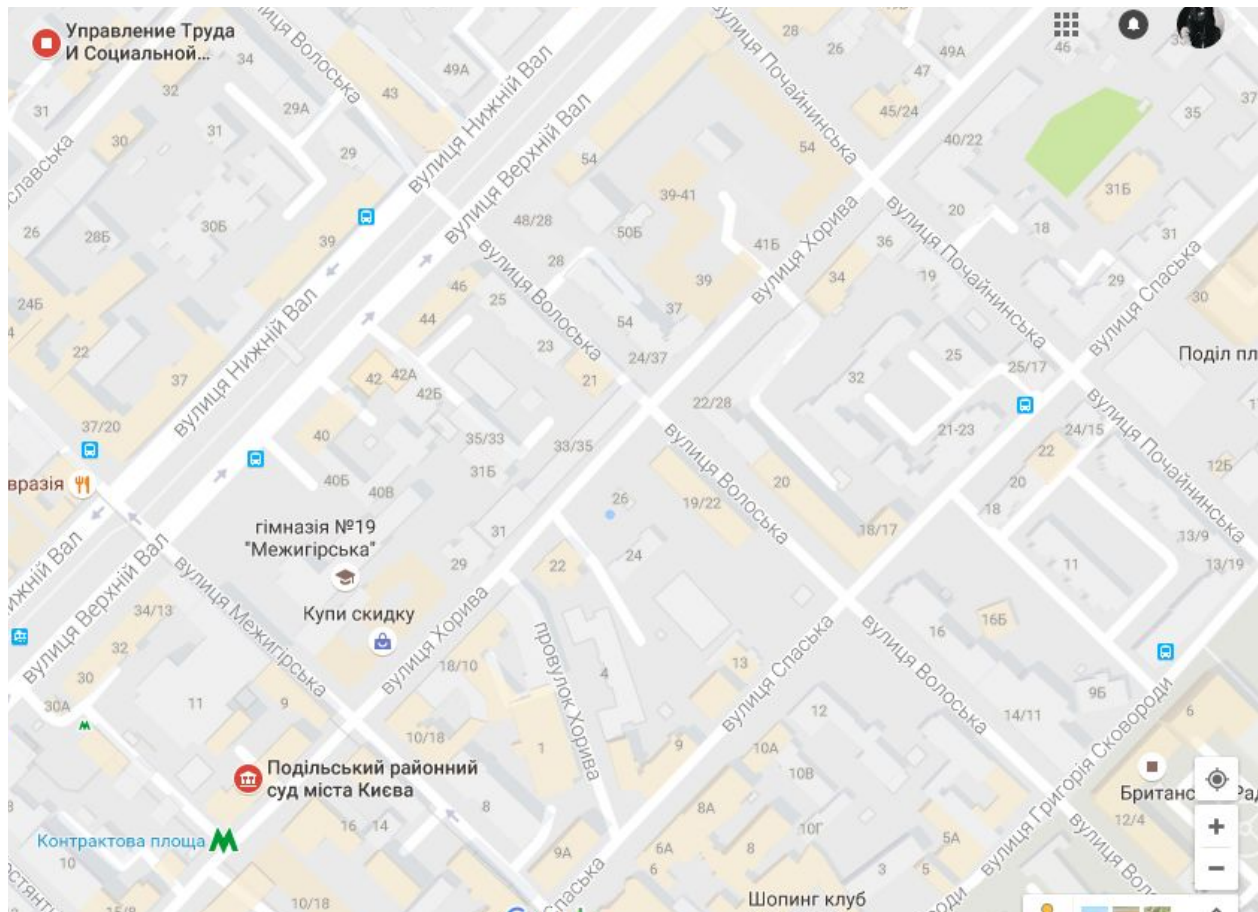 Управление Труда
И Социальной...
34
вулиця Волоська
43
49А
28
26
47
49А
46
31
32
30
31
29А
29
вулиця Нижній Вал
вулиця Верхній Вал
54
вулиця Почайнинська
54
45/24
40/22
35
37
26
28Б
30Б
39
48/28
50Б
39-41
41Б
вулиця Хорива
36
20
18
31Б
31
24Б
22
37
46
44
25
28
вулиця Волоська
54
37
39
34
19
вулиця Почайнинська
29
вулиця Спаська
30
Поділ пл
вулиця Нижній Вал
42
42А
42Б
23
21
24/37
22/28
32
25
25/17
37/20
40
35/33
31Б
33/35
вулиця Волоська
21-23
22
24/15
вулиця Почайнинська
12Б
вразія
40Б
40В
26
19/22
20
18/17
20
18
гімназія №19
"Межигірська"
31
29
22
24
11
13/9
13/19
Купи скидку
вулиця Верхній Вал
вулиця Межигірська
34/13
32
30
30А
вулиця Хорива
18/10
провулок Хорива
4
13
вулиця Спаська
вулиця Волоська
16
16Б
9Б
14/11
6
11
9
10/18
1
9
10А
12
10В
Подільський районний
суд міста Києва
вулиця Григорія Сковороди
Контрактова площа
10
16
14
8
9А
8А
6А
6
8
10Г
3
5
5А
12/4
10/18
Шопинг клуб